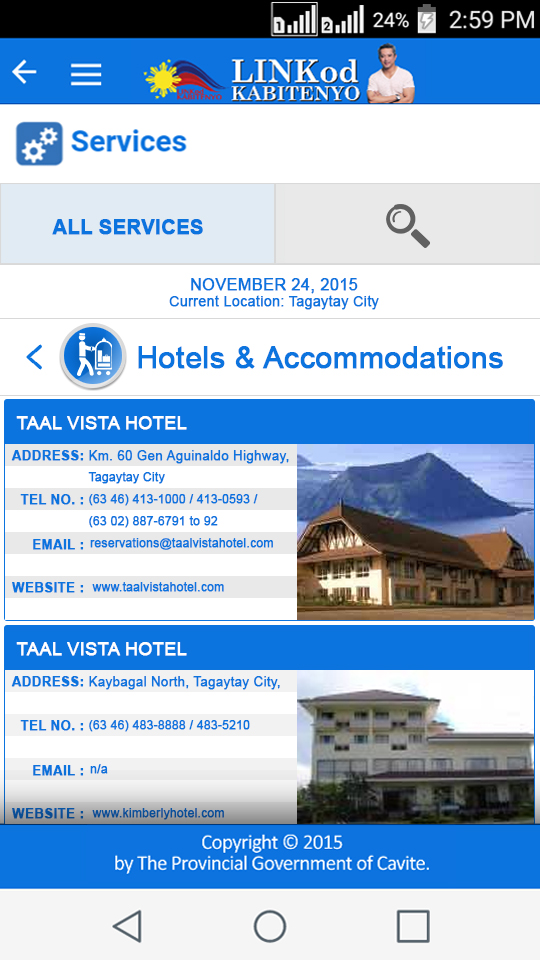 1 2 24% 2:59 PM
LINKod
KABITENYO
Services
ALL SERVICES
NOVEMBER 24, 2015
Current Location: Tagaytay City
Hotels & Accommodations
TAAL VISTA HOTEL
ADDRESS: Km. 60 Gen Aguinaldo Highway,
Tagaytay City
TEL NO. : (63 46) 413-1000 / 413-0593 /
(63 02) 887-6791 to 92
EMAIL : reservations@taalvistahotel.com
WEBSITE : www.taalvistahotel.com
TAAL VISTA HOTEL
ADDRESS: Kaybagal North, Tagaytay City,
TEL NO. : (63 46) 483-8888 / 483-5210
EMAIL : n/a
WEBSITE : www.kimberlyhotel.com
Copyright © 2015
by The Provincial Government of Cavite.